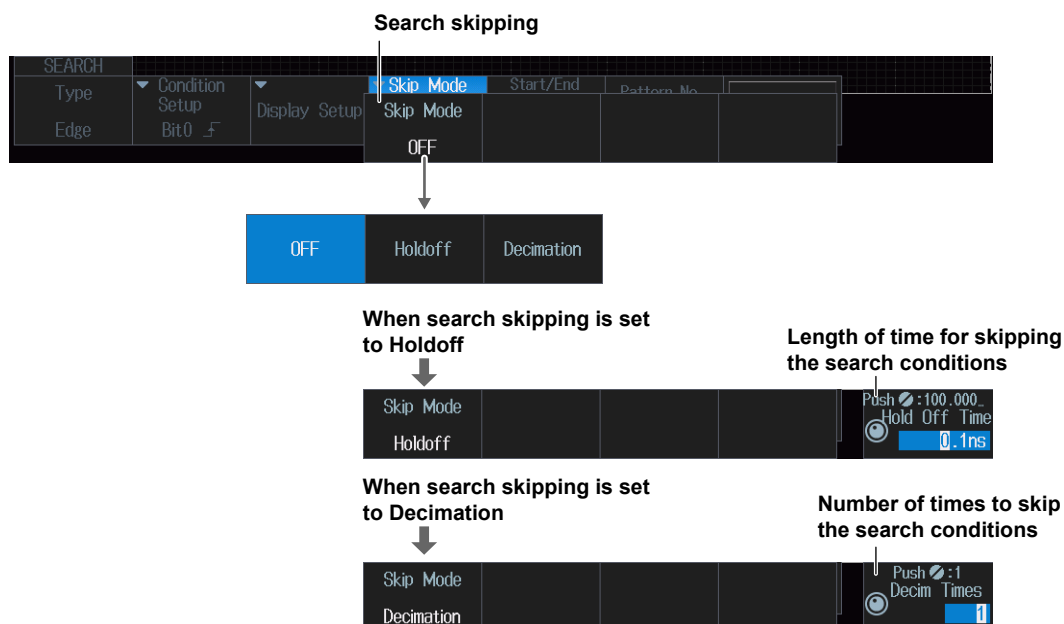 Search skipping
SEARCH
Type
Edge
Condition
Setup
Bit0
Display Setup
Skip Mode
Start/End
Pattern No.
Skip Mode
OFF
OFF
Holdoff
Decimation
When search skipping is set
to Holdoff
Length of time for skipping
the search conditions
Skip Mode
Holdoff
Push :100.000_
Hold Off Time
0.1ns
When search skipping is set
to Decimation
Number of times to skip
the search conditions
Skip Mode
Decimation
Push :1
Decim Times
1